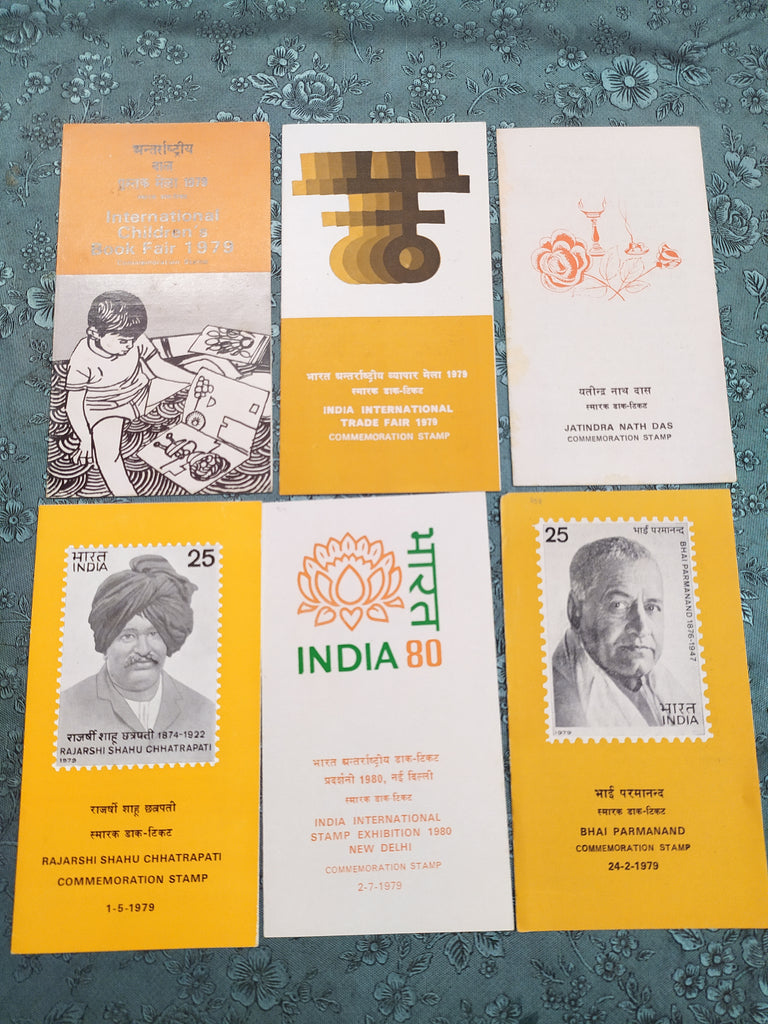 अन्तर्राष्ट्रीय
बाल
पुस्तक मेला 1979
International
Children's
Book Fair 1979
भारत अन्तर्राष्ट्रीय व्यापार मेला 1979
स्मारक डाक-टिकट
INDIA INTERNATIONAL
TRADE FAIR 1979
COMMEMORATION STAMP
यतीन्द्र नाथ दास
स्मारक डाक-टिकट
JATINDRA NATH DAS
COMMEMORATION STAMP
भारत 25
INDIA
राजर्षी शाहू छत्रपती 1874-1922
RAJARSHI SHAHU CHHATRAPATI
1979
राजर्षी शाहू छत्रपती
स्मारक डाक-टिकट
RAJARSHI SHAHU CHHATRAPATI
COMMEMORATION STAMP
1-5-1979
भारत
INDIA 80
भारत अन्तर्राष्ट्रीय डाक-टिकट
प्रदर्शनी 1980, नई दिल्ली
स्मारक डाक-टिकट
INDIA INTERNATIONAL
STAMP EXHIBITION 1980
NEW DELHI
COMMEMORATION STAMP
2-7-1979
25 भाई परमानन्द
BHAI PARMANAND 1876-1947
भारत
INDIA
1979
भाई परमानन्द
स्मारक डाक-टिकट
BHAI PARMANAND
COMMEMORATION STAMP
24-2-1979